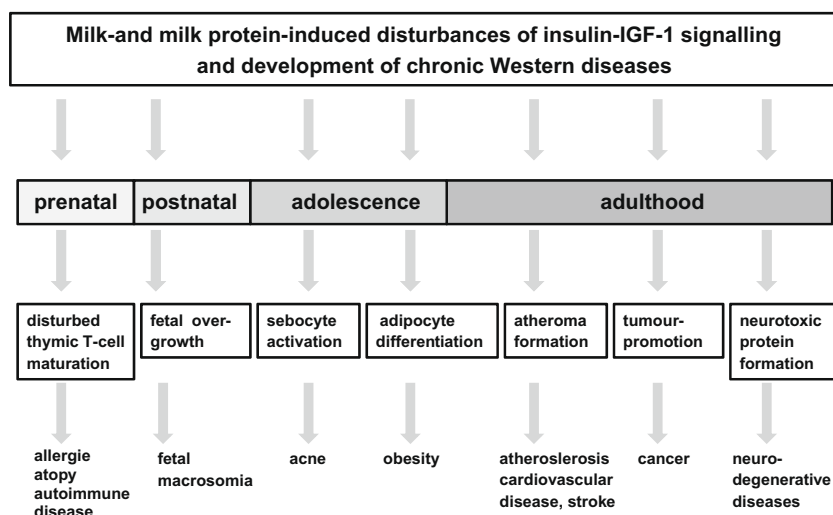 Milk-and milk protein-induced disturbances of insulin-IGF-1 signalling
and development of chronic Western diseases
prenatal
postnatal
adolescence
adulthood
disturbed
thymic T-cell
maturation
fetal over-
growth
sebocyte
activation
adipocyte
differentiation
atheroma
formation
tumour-
promotion
neurotoxic
protein
formation
allergie
atopy
autoimmune
disease
fetal
macrosomia
acne
obesity
atheroslerosis
cardiovascular
disease, stroke
cancer
neuro-
degenerative
diseases